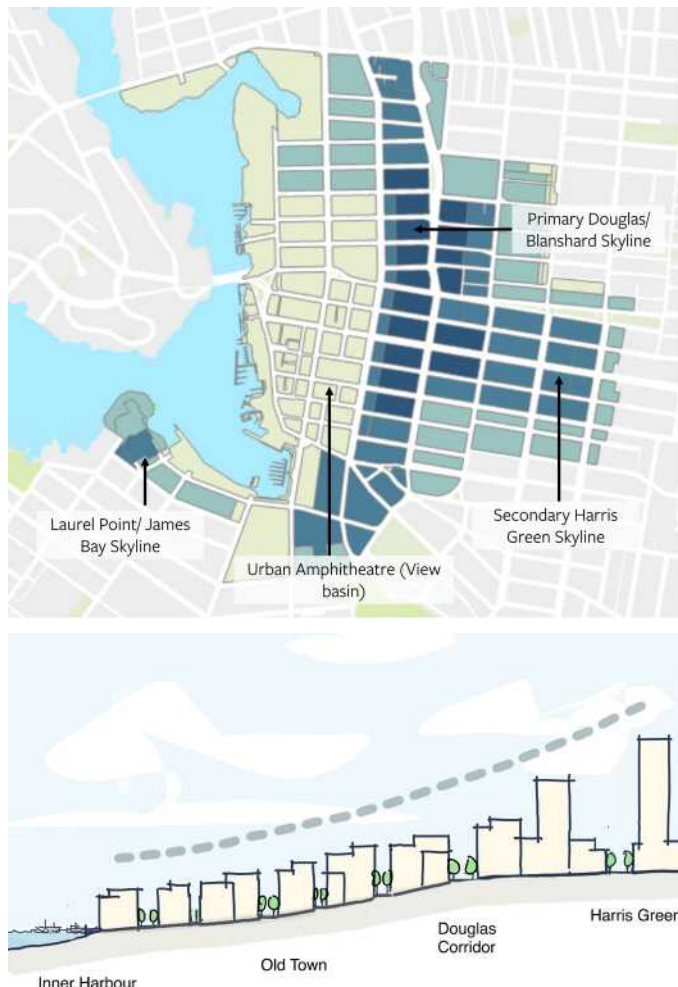 Primary Douglas/
Blanshard Skyline
Laurel Point/ James
Bay Skyline
Urban Amphitheatre (View
basin)
Secondary Harris
Green Skyline
Harris Green
Douglas
Corridor
Old Town
Inner Harbour